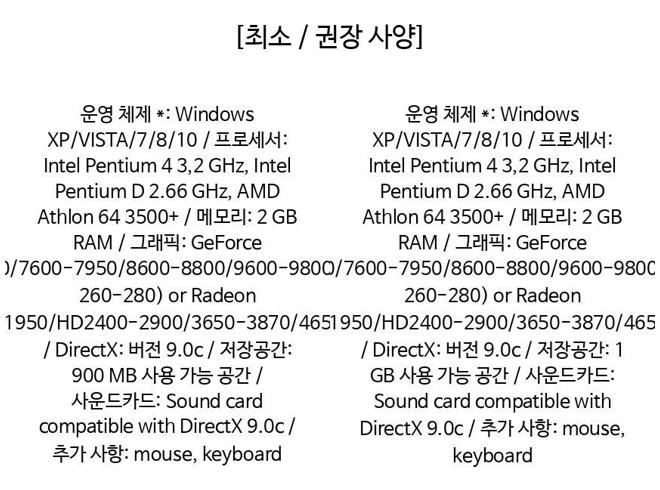 [최소 / 권장 사양]
운영 체제 *: Windows
XP/VISTA/7/8/10 / 프로세서:
Intel Pentium 4 3,2 GHz, Intel
Pentium D 2.66 GHz, AMD
Athlon 64 3500+ / 메모리: 2 GB
RAM / 그래픽: GeForce
/7600-7950/8600-8800/9600-9800
260-280) or Radeon
1950/HD2400-2900/3650-3870/465
/ DirectX: 버전 9.0c / 저장공간:
900 MB 사용 가능 공간 /
사운드카드: Sound card
compatible with DirectX 9.0c /
추가 사항: mouse, keyboard
운영 체제 *: Windows
XP/VISTA/7/8/10 / 프로세서:
Intel Pentium 4 3,2 GHz, Intel
Pentium D 2.66 GHz, AMD
Athlon 64 3500+ / 메모리: 2 GB
RAM / 그래픽: GeForce
/7600-7950/8600-8800/9600-9800
260-280) or Radeon
1950/HD2400-2900/3650-3870/465
/ DirectX: 버전 9.0c / 저장공간: 1
GB 사용 가능 공간 / 사운드카드:
Sound card compatible with
DirectX 9.0c / 추가 사항: mouse,
keyboard